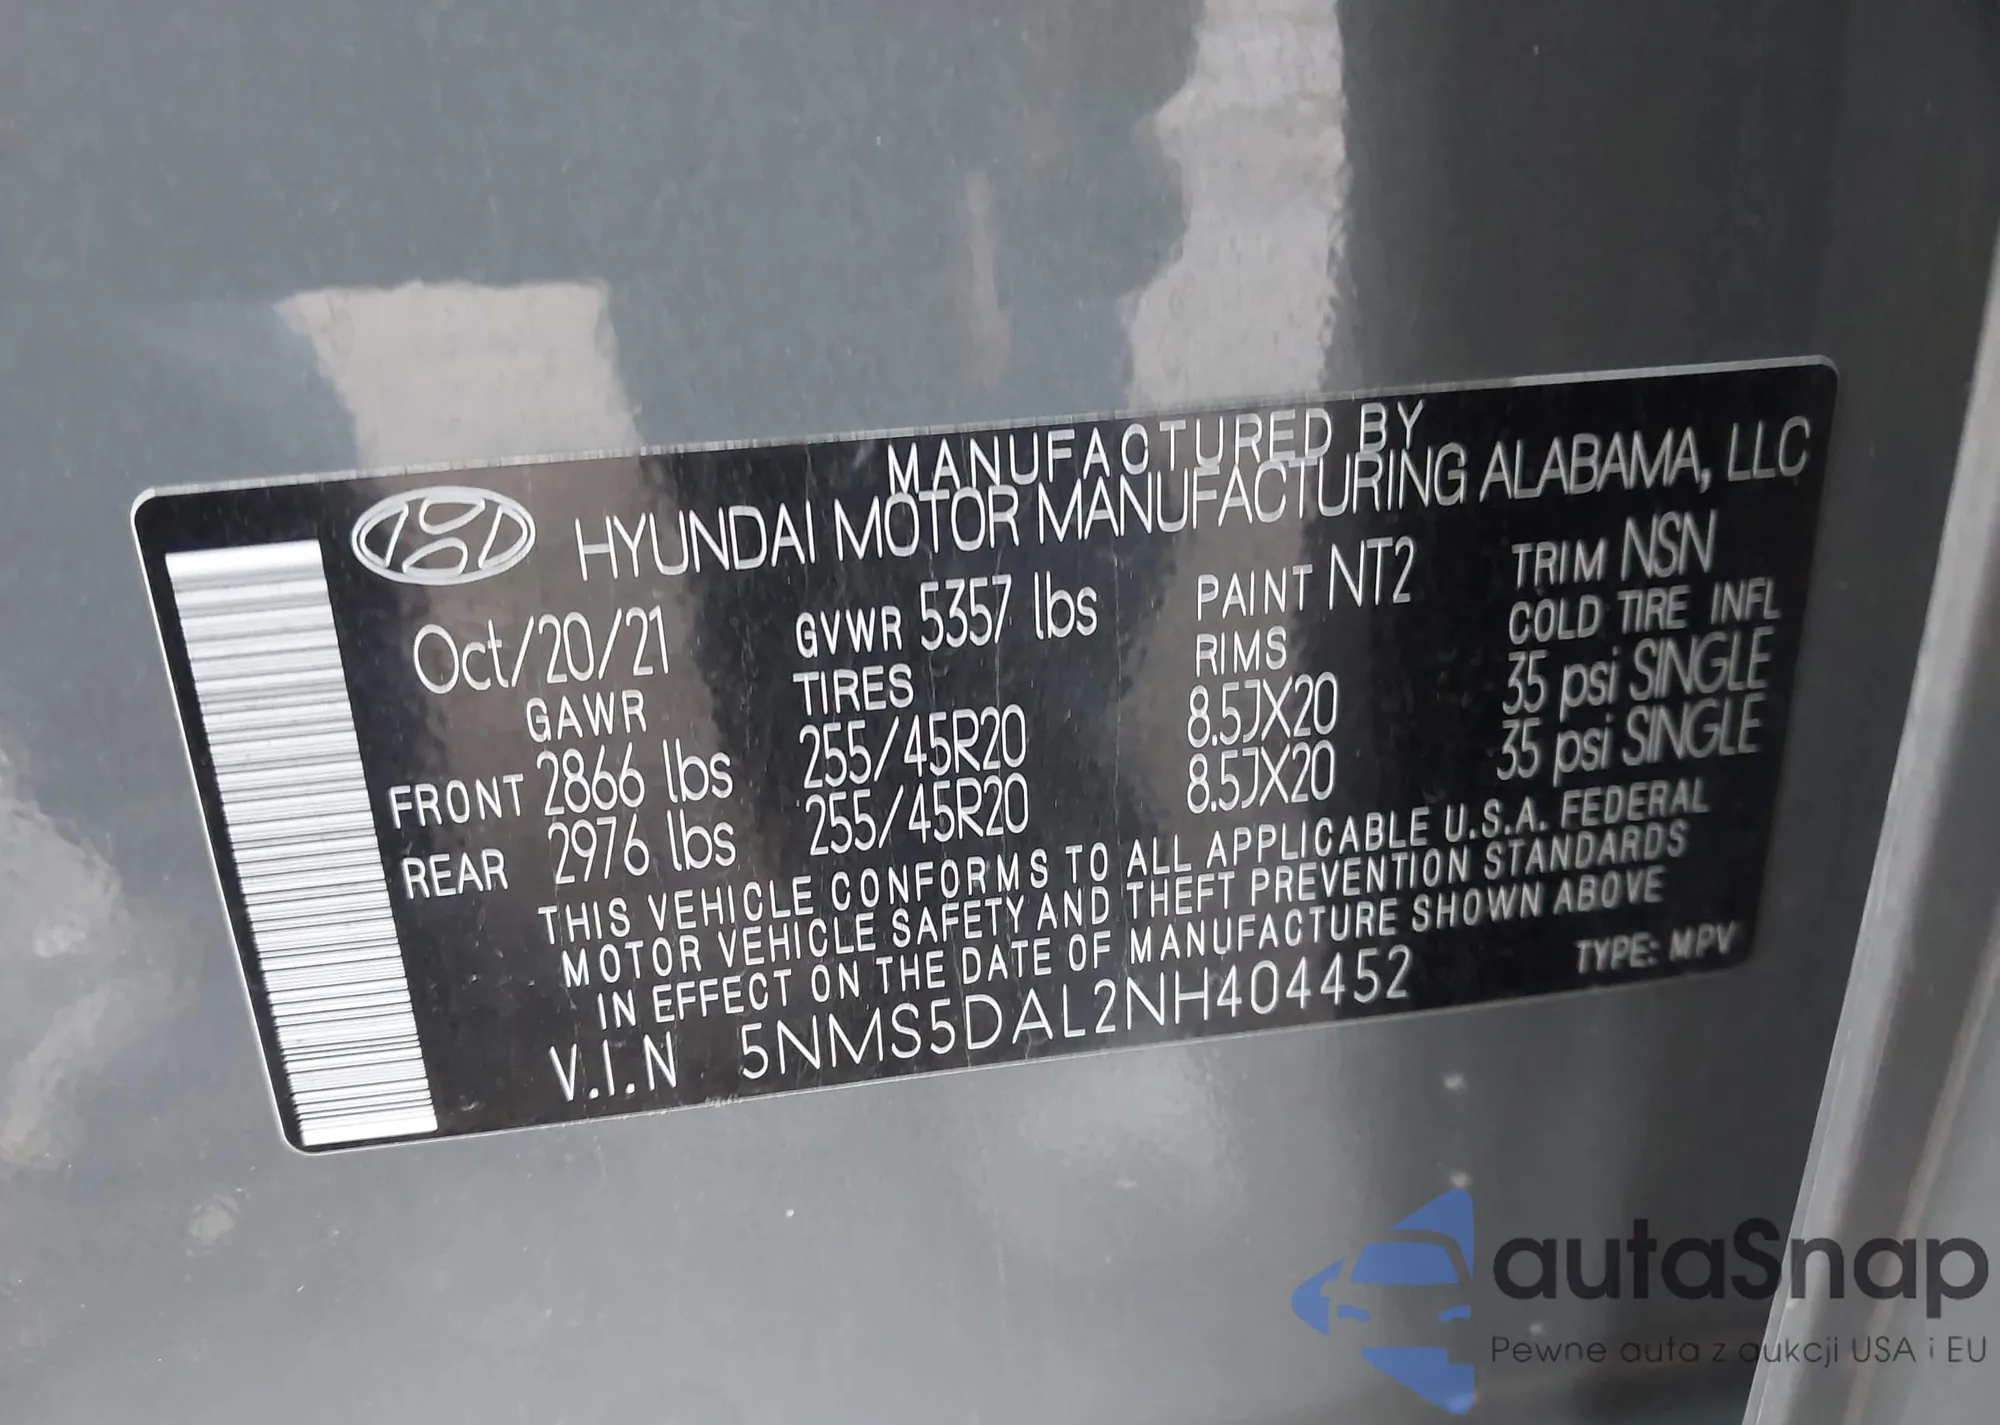 MANUFACTURED BY
HYUNDAI MOTOR MANUFACTURING ALABAMA, LLC
Oct/20/21 GVWR 5357 lbs PAINT NT2 TRIM NSN
GAWR TIRES RIMS COLD TIRE INFL
FRONT 2866 lbs 255/45R20 8.5JX20 35 psi SINGLE
REAR 2976 lbs 255/45R20 8.5JX20 35 psi SINGLE
THIS VEHICLE CONFORMS TO ALL APPLICABLE U.S.A. FEDERAL
MOTOR VEHICLE SAFETY AND THEFT PREVENTION STANDARDS
IN EFFECT ON THE DATE OF MANUFACTURE SHOWN ABOVE
V.I.N 5NMS5DAL2NH404452 TYPE: MPV
autaSnap
Pewne auta z aukcji USA i EU